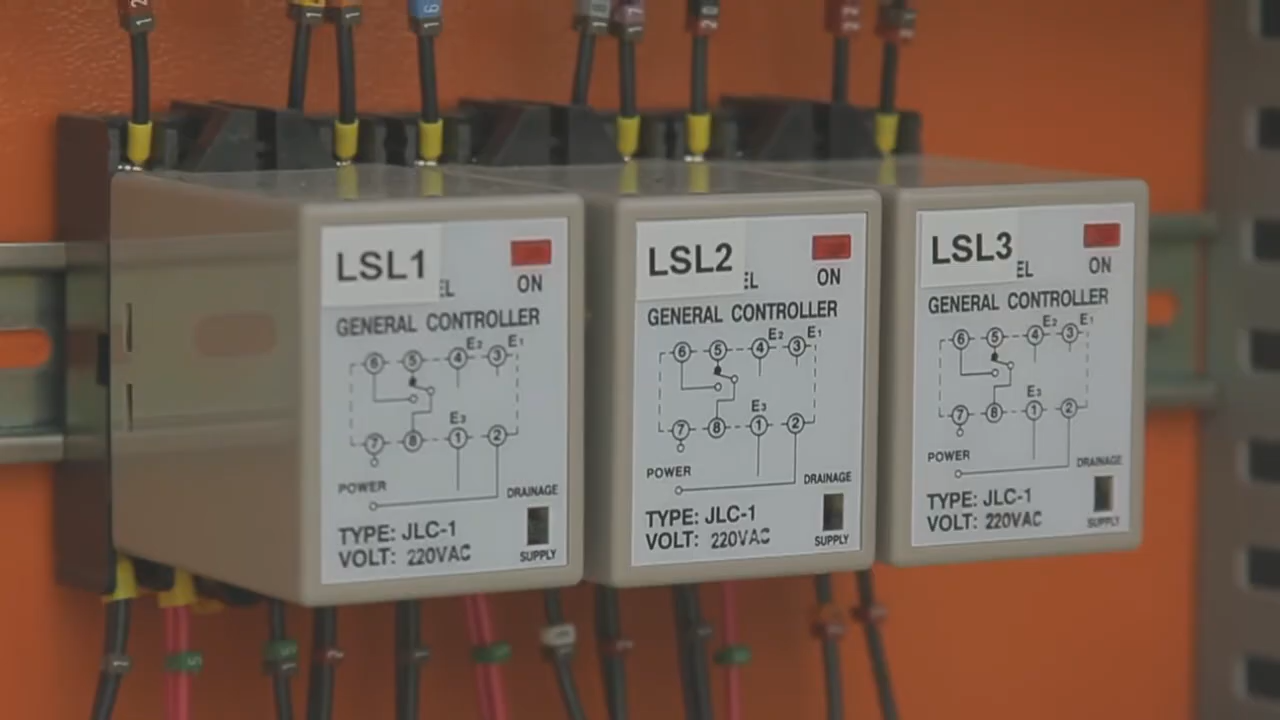 LSL1
EL
ON
GENERAL CONTROLLER
E2 E1
6 5 4 3
E3
7 8 1 2
POWER
DRAINAGE
TYPE: JLC-1
VOLT: 220VAC
SUPPLY
LSL2
EL
ON
GENERAL CONTROLLER
E2 E1
6 5 4 3
E3
7 8 1 2
POWER
DRAINAGE
TYPE: JLC-1
VOLT: 220VAC
SUPPLY
LSL3
EL
ON
GENERAL CONTROLLER
E2 E1
6 5 4 3
E3
7 8 1 2
POWER
DRAINAGE
TYPE: JLC-1
VOLT: 220VAC
SUPPLY